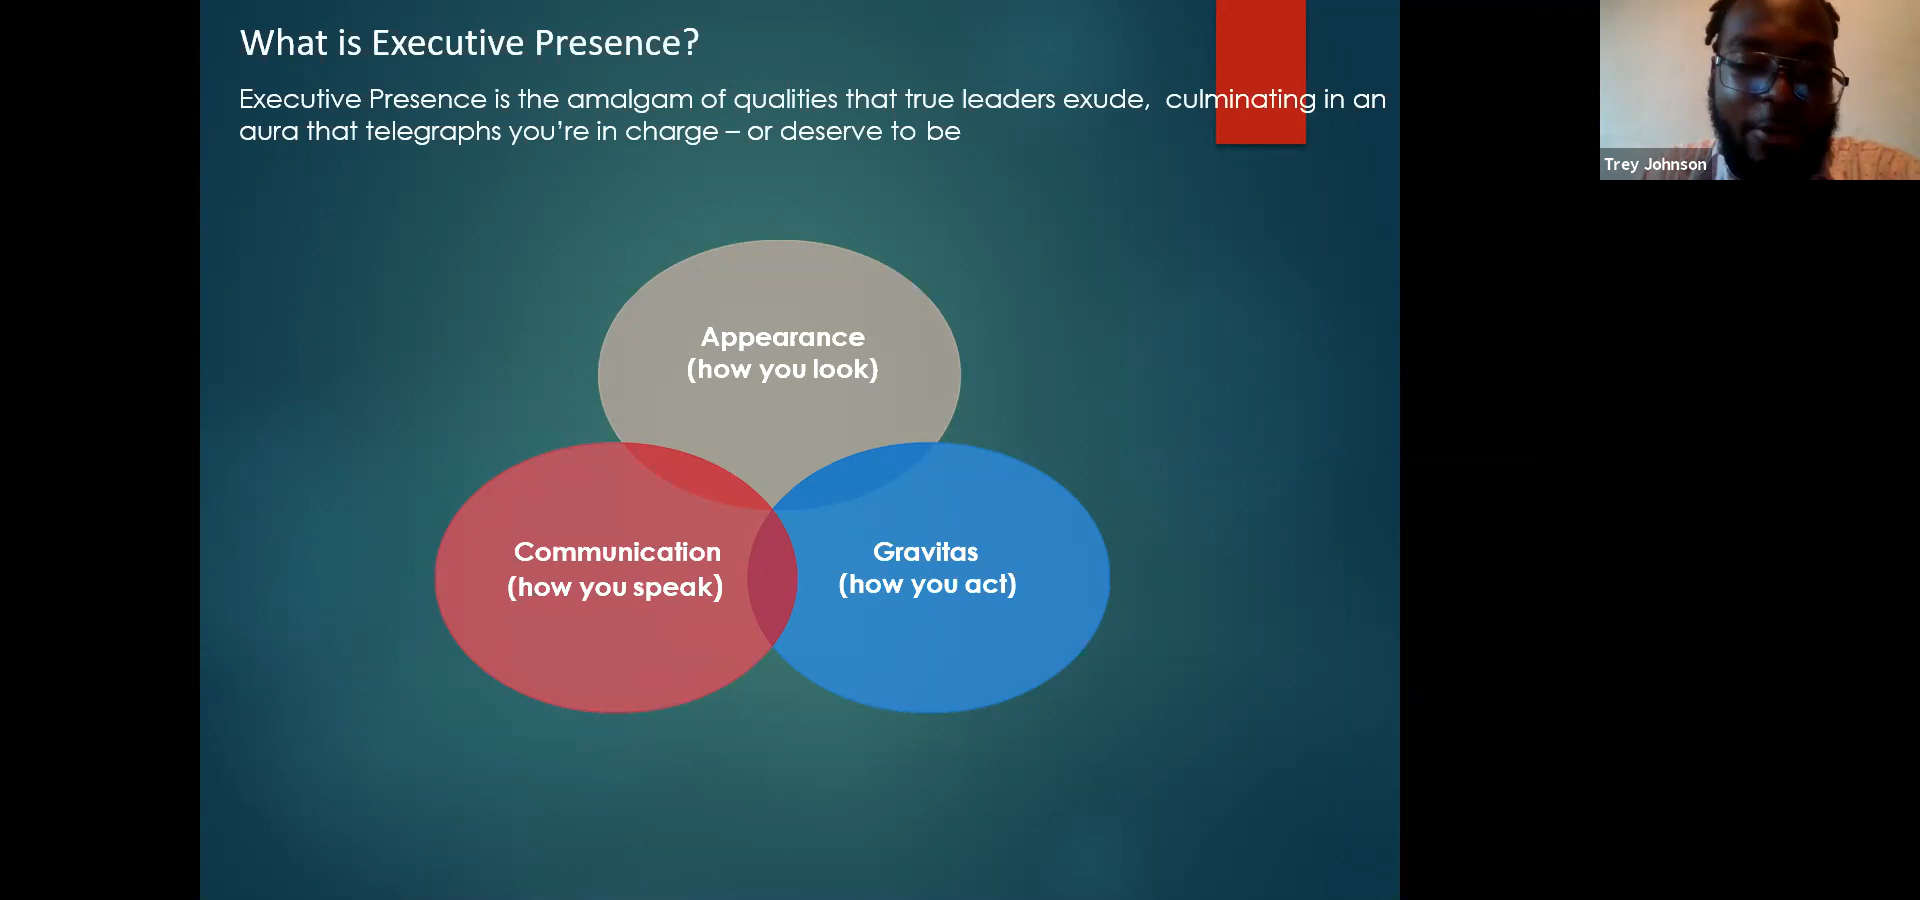 What is Executive Presence?
Executive Presence is the amalgam of qualities that true leaders exude,  culminating in an
aura that telegraphs you’re in charge – or deserve to be
Trey Johnson
Appearance
(how you look)
Communication
(how you speak)
Gravitas
(how you act)